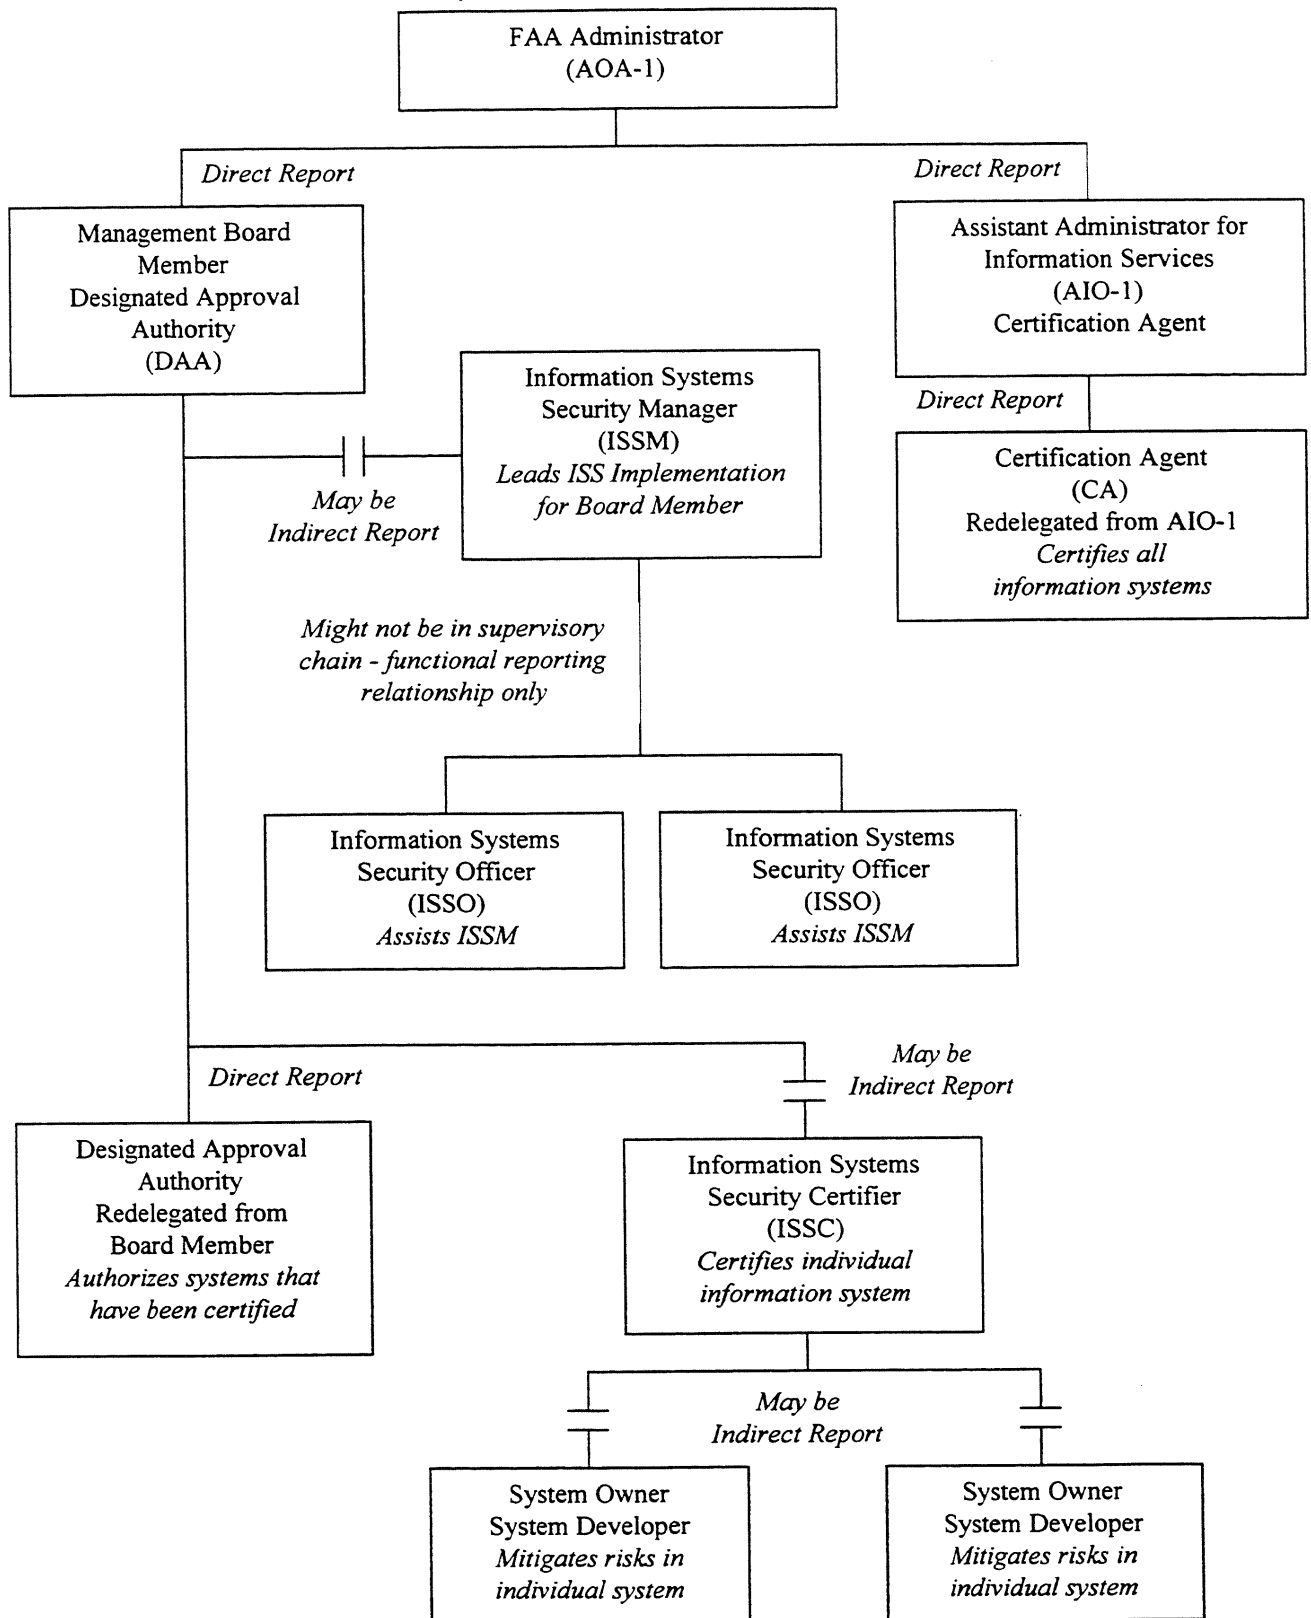 FAA Administrator
(AOA-1)
Direct Report
Direct Report
Management Board
Member
Designated Approval
Authority
(DAA)
Assistant Administrator for
Information Services
(AIO-1)
Certification Agent
Information Systems
Security Manager
(ISSM)
Leads ISS Implementation
for Board Member
May be
Indirect Report
Direct Report
Certification Agent
(CA)
Redelegated from AIO-1
Certifies all
information systems
Might not be in supervisory
chain - functional reporting
relationship only
Information Systems
Security Officer
(ISSO)
Assists ISSM
Information Systems
Security Officer
(ISSO)
Assists ISSM
Direct Report
May be
Indirect Report
Designated Approval
Authority
Redelegated from
Board Member
Authorizes systems that
have been certified
Information Systems
Security Certifier
(ISSC)
Certifies individual
information system
May be
Indirect Report
System Owner
System Developer
Mitigates risks in
individual system
System Owner
System Developer
Mitigates risks in
individual system